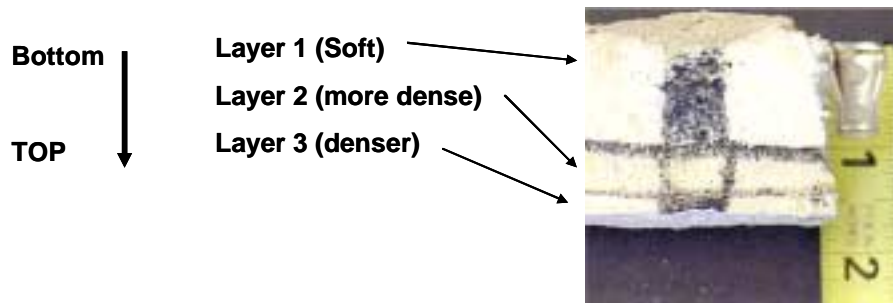 Bottom
TOP
Layer 1 (Soft)
Layer 2 (more dense)
Layer 3 (denser)
1
2